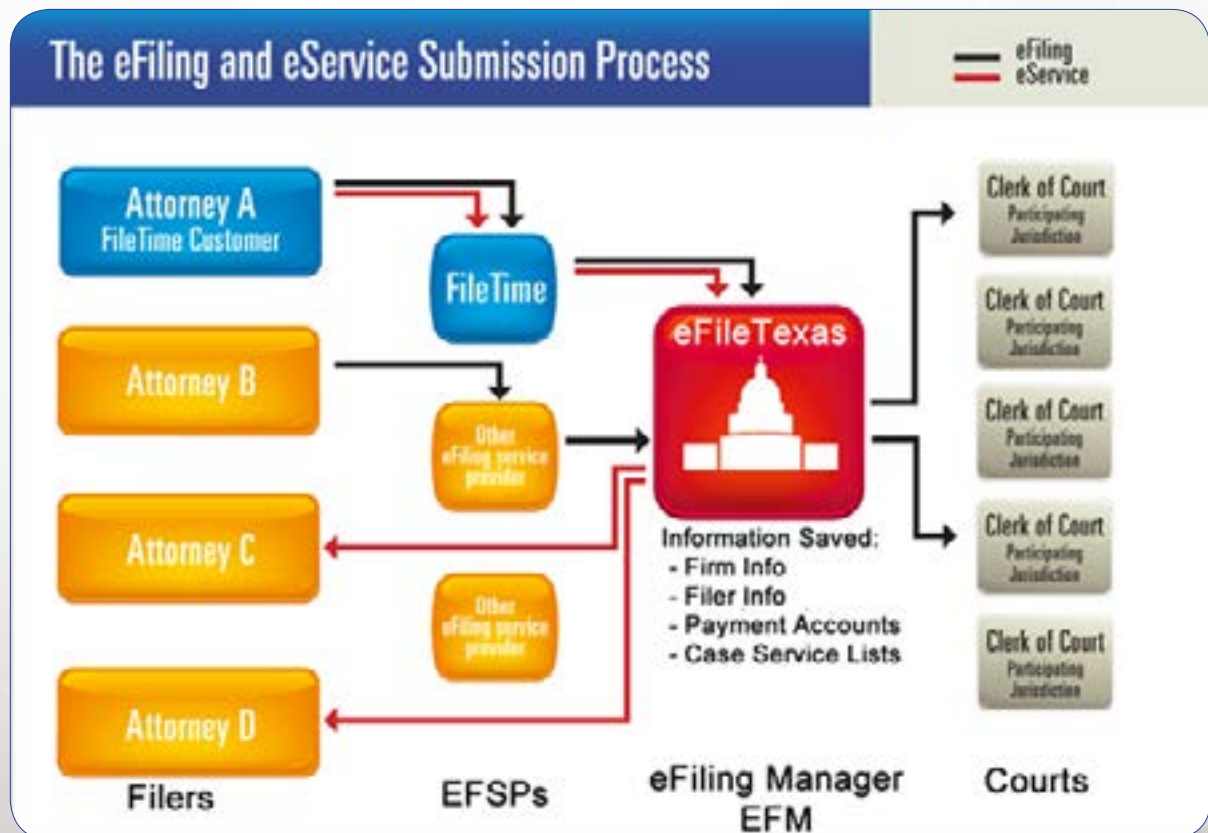 The eFiling and eService Submission Process
eFiling
eService
Attorney A
FileTime Customer
Attorney B
Attorney C
Attorney D
Filers
FileTime
Other
eFiling service
provider
Other
eFiling service
provider
EFSPs
eFileTexas
Information Saved:
- Firm Info
- Filer Info
- Payment Accounts
- Case Service Lists
eFiling Manager
EFM
Clerk of Court
Participating
Jurisdiction
Clerk of Court
Participating
Jurisdiction
Clerk of Court
Participating
Jurisdiction
Clerk of Court
Participating
Jurisdiction
Clerk of Court
Participating
Jurisdiction
Courts